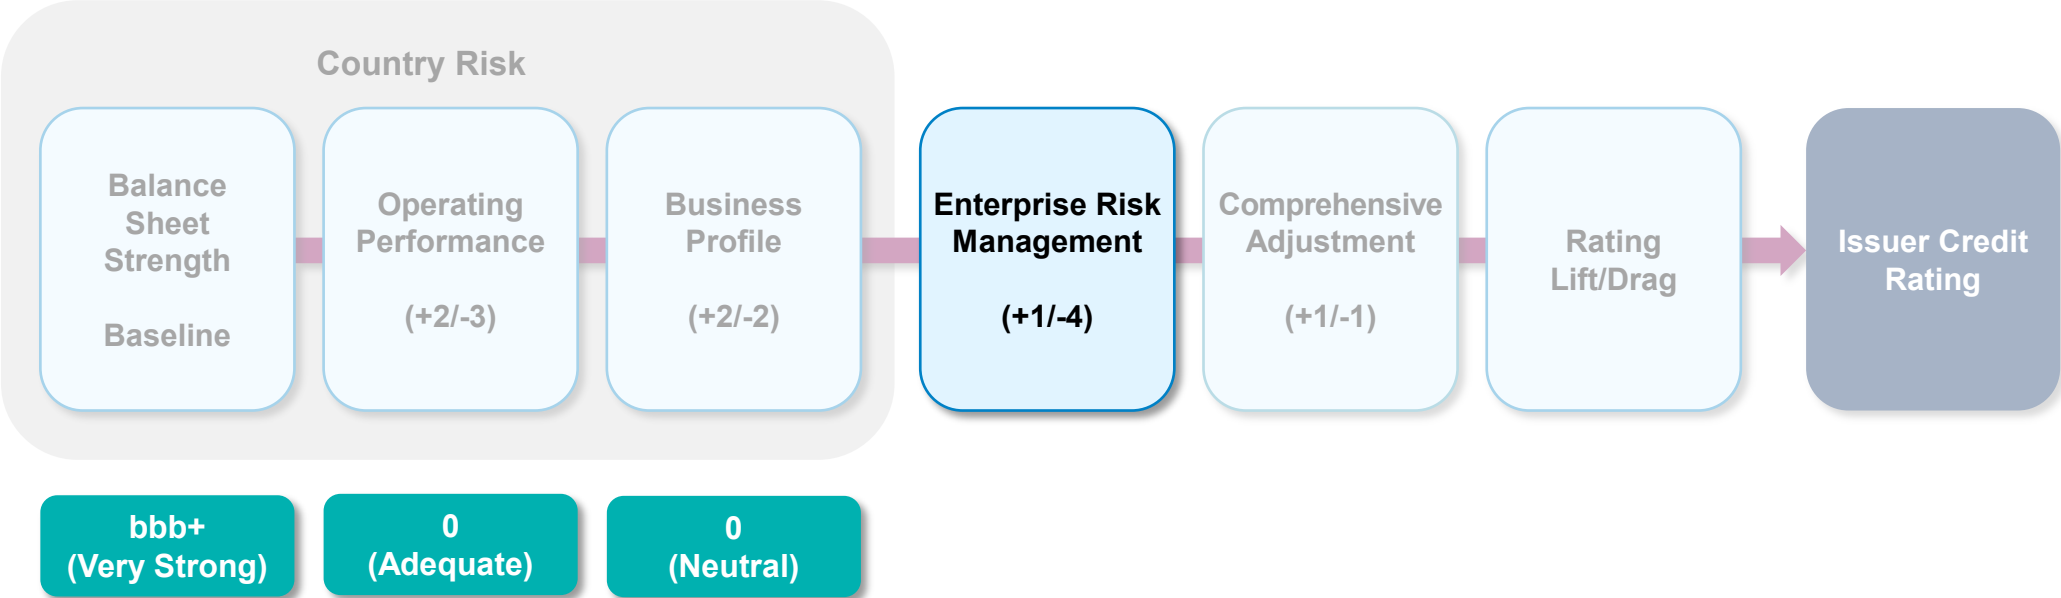 Country Risk
Balance
Sheet
Strength
Baseline
Operating
Performance
(+2/-3)
Business
Profile
(+2/-2)
Enterprise Risk
Management
(+1/-4)
Comprehensive
Adjustment
(+1/-1)
Rating
Lift/Drag
Issuer Credit
Rating
bbb+
(Very Strong)
0
(Adequate)
0
(Neutral)